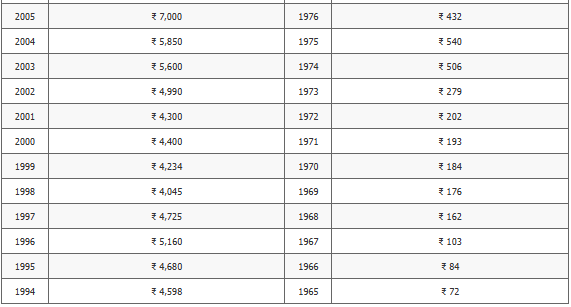 2005 ₹ 7,000 1976 ₹ 432
2004 ₹ 5,850 1975 ₹ 540
2003 ₹ 5,600 1974 ₹ 506
2002 ₹ 4,990 1973 ₹ 279
2001 ₹ 4,300 1972 ₹ 202
2000 ₹ 4,400 1971 ₹ 193
1999 ₹ 4,234 1970 ₹ 184
1998 ₹ 4,045 1969 ₹ 176
1997 ₹ 4,725 1968 ₹ 162
1996 ₹ 5,160 1967 ₹ 103
1995 ₹ 4,680 1966 ₹ 84
1994 ₹ 4,598 1965 ₹ 72